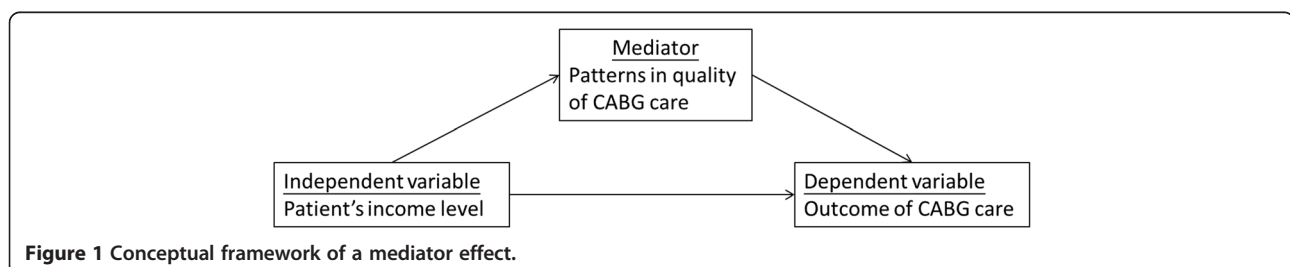 Mediator
Patterns in quality
of CABG care
Independent variable
Patient's income level
Dependent variable
Outcome of CABG care
Figure 1 Conceptual framework of a mediator effect.